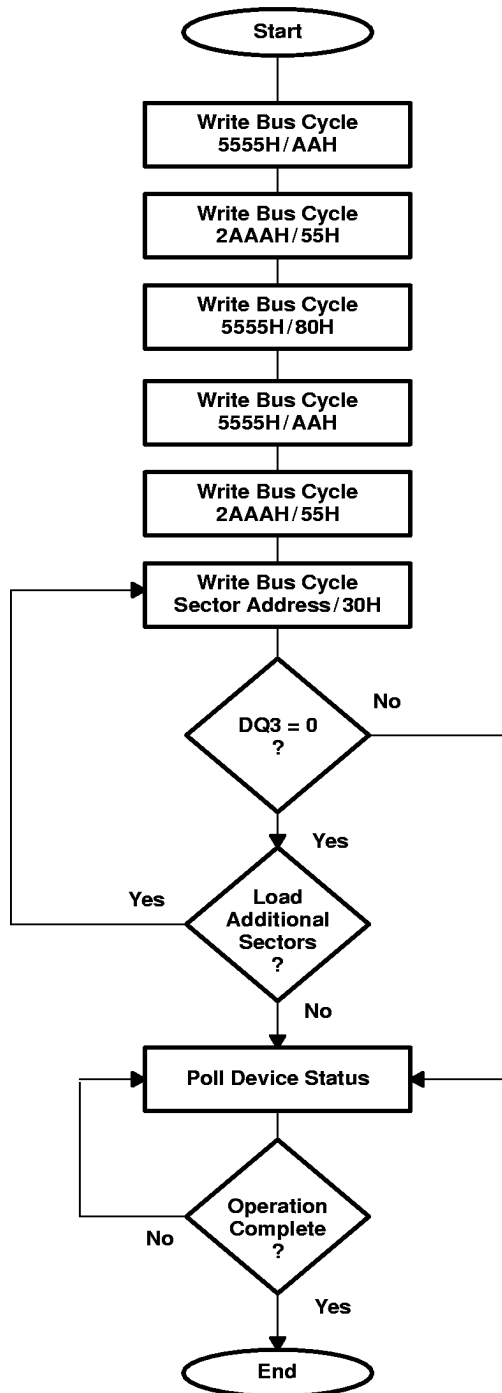 Start
Write Bus Cycle
5555H/AAH
Write Bus Cycle
2AAAH/55H
Write Bus Cycle
5555H/80H
Write Bus Cycle
5555H/AAH
Write Bus Cycle
2AAAH/55H
Write Bus Cycle
Sector Address/30H
DQ3 = 0
?
No
Yes
Load
Additional
Sectors
?
Yes
No
Poll Device Status
Operation
Complete
?
No
Yes
End